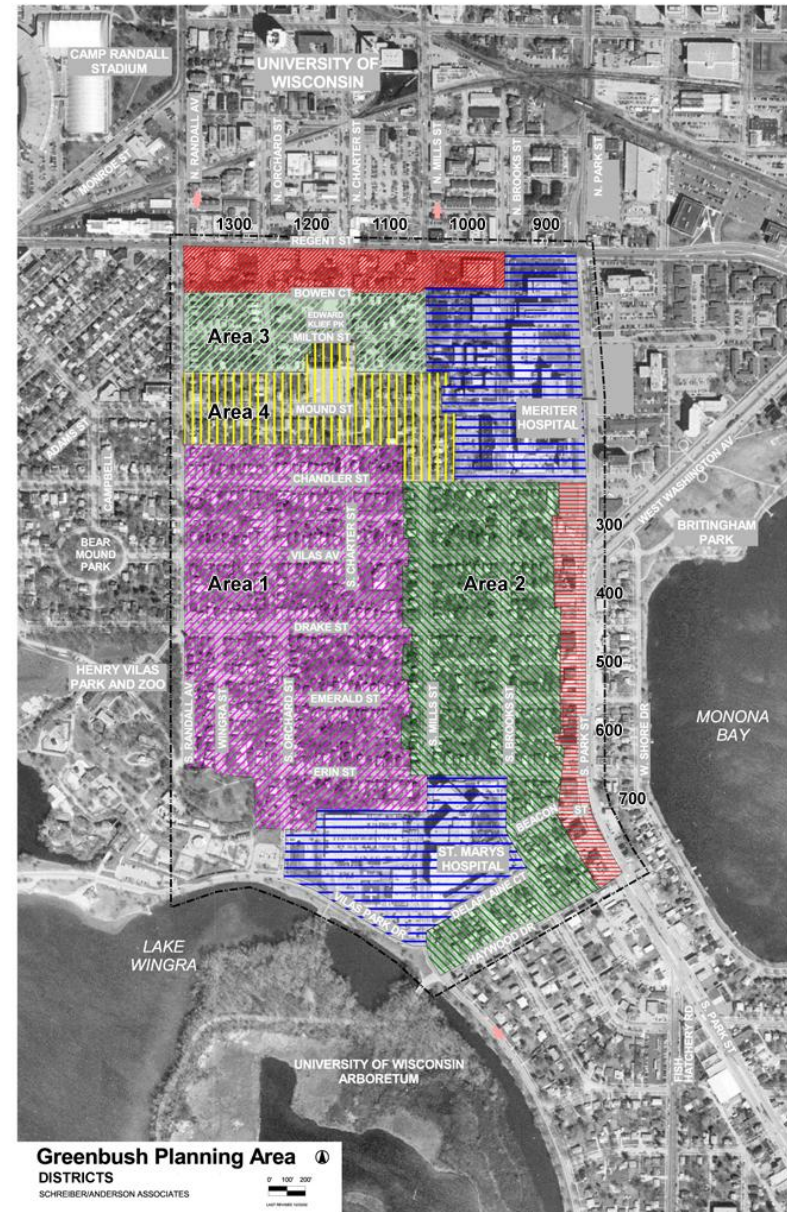 CAMP RANDALL
STADIUM
UNIVERSITY OF
WISCONSIN
MONROE ST
N. RANDALL AV
N. ORCHARD ST
N. CHARTER ST
N. MILLS ST
N. BROOKS ST
N. PARK ST
1300
1200
1100
1000
900
REGENT ST
BOWEN CT
EDWARD
KLIEF PK
MILTON ST
Area 3
Area 4
MOUND ST
MERITER
HOSPITAL
ADAMS ST
CAMPBELL
CHANDLER ST
WEST WASHINGTON AV
300
BRITINGHAM
PARK
BEAR
MOUND
PARK
VILAS AV
S. CHARTER ST
Area 1
Area 2
400
DRAKE ST
500
HENRY VILAS
PARK AND ZOO
S. RANDALL AV
WINGRA ST
S. ORCHARD ST
EMERALD ST
S. MILLS ST
S. BROOKS ST
S. PARK ST
600
W. SHORE DR
MONONA
BAY
ERIN ST
700
BEACON ST
ST. MARYS
HOSPITAL
VILAS PARK DR
DELAPLAINE CT
HAYWOOD DR
LAKE
WINGRA
UNIVERSITY OF WISCONSIN
ARBORETUM
FISH
HATCHERY RD
S. PARK ST
Greenbush Planning Area
DISTRICTS
SCHREIBER/ANDERSON ASSOCIATES
0' 100' 200'